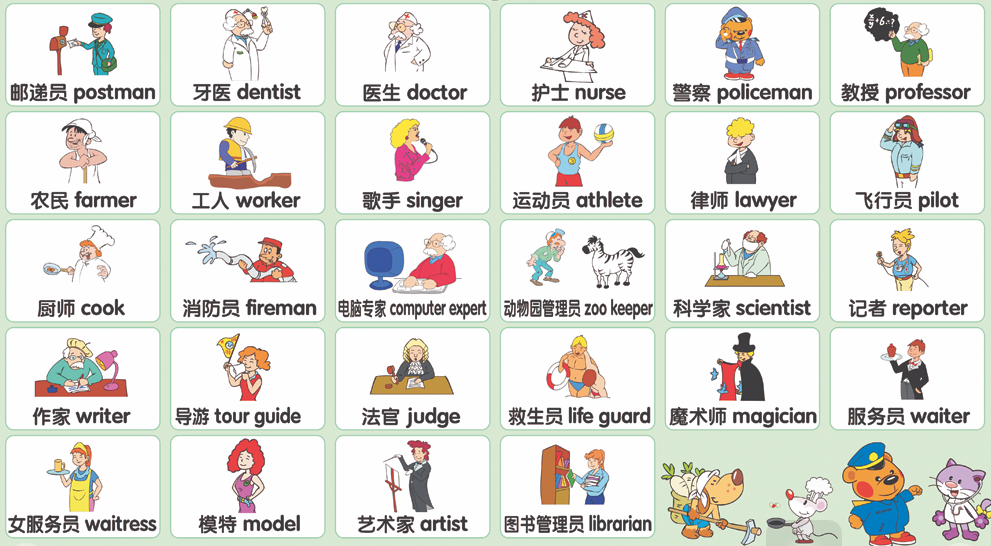 邮递员 postman
牙医 dentist
医生 doctor
护士 nurse
警察 policeman
教授 professor
农民 farmer
工人 worker
歌手 singer
运动员 athlete
律师 lawyer
飞行员 pilot
厨师 cook
消防员 fireman
电脑专家 computer expert
动物园管理员 zoo keeper
科学家 scientist
记者 reporter
作家 writer
导游 tour guide
法官 judge
救生员 life guard
魔术师 magician
服务员 waiter
女服务员 waitress
模特 model
艺术家 artist
图书管理员 librarian